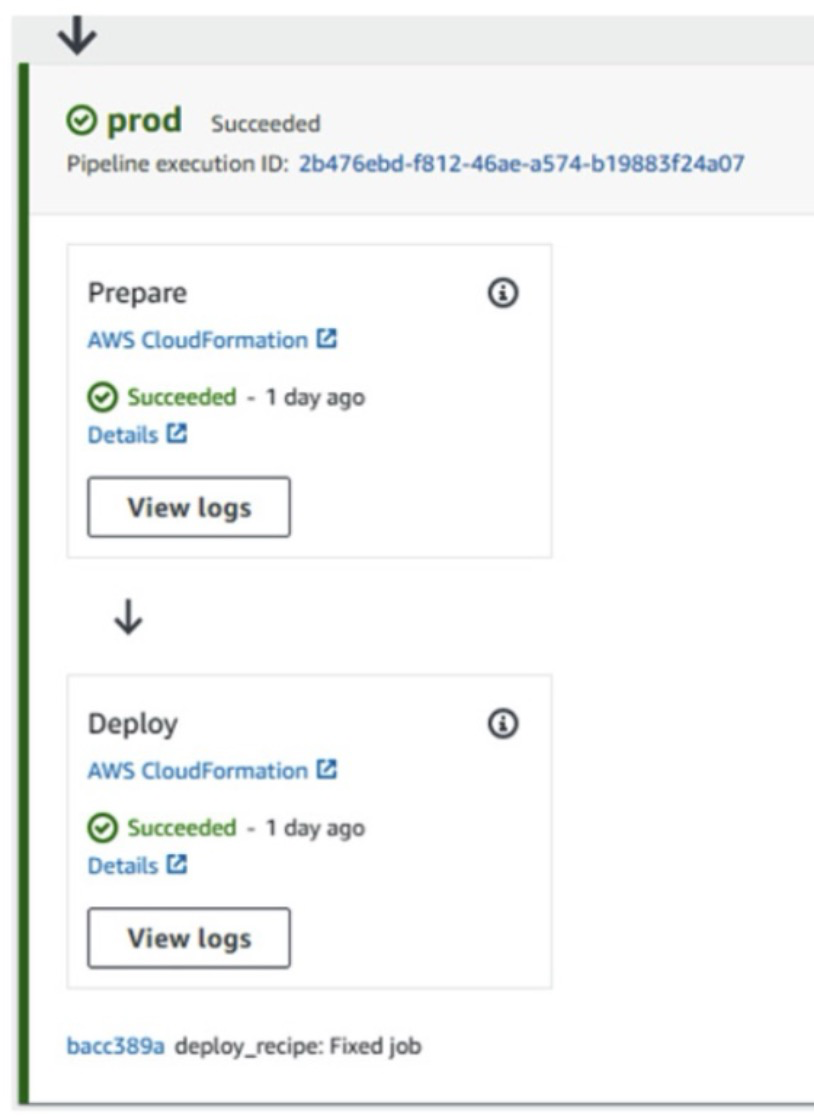 prod Succeeded
Pipeline execution ID: 2b476ebd-f812-46ae-a574-b19883f24a07
Prepare
AWS CloudFormation
Succeeded - 1 day ago
Details
View logs
Deploy
AWS CloudFormation
Succeeded - 1 day ago
Details
View logs
bacc389a deploy_recipe: Fixed job